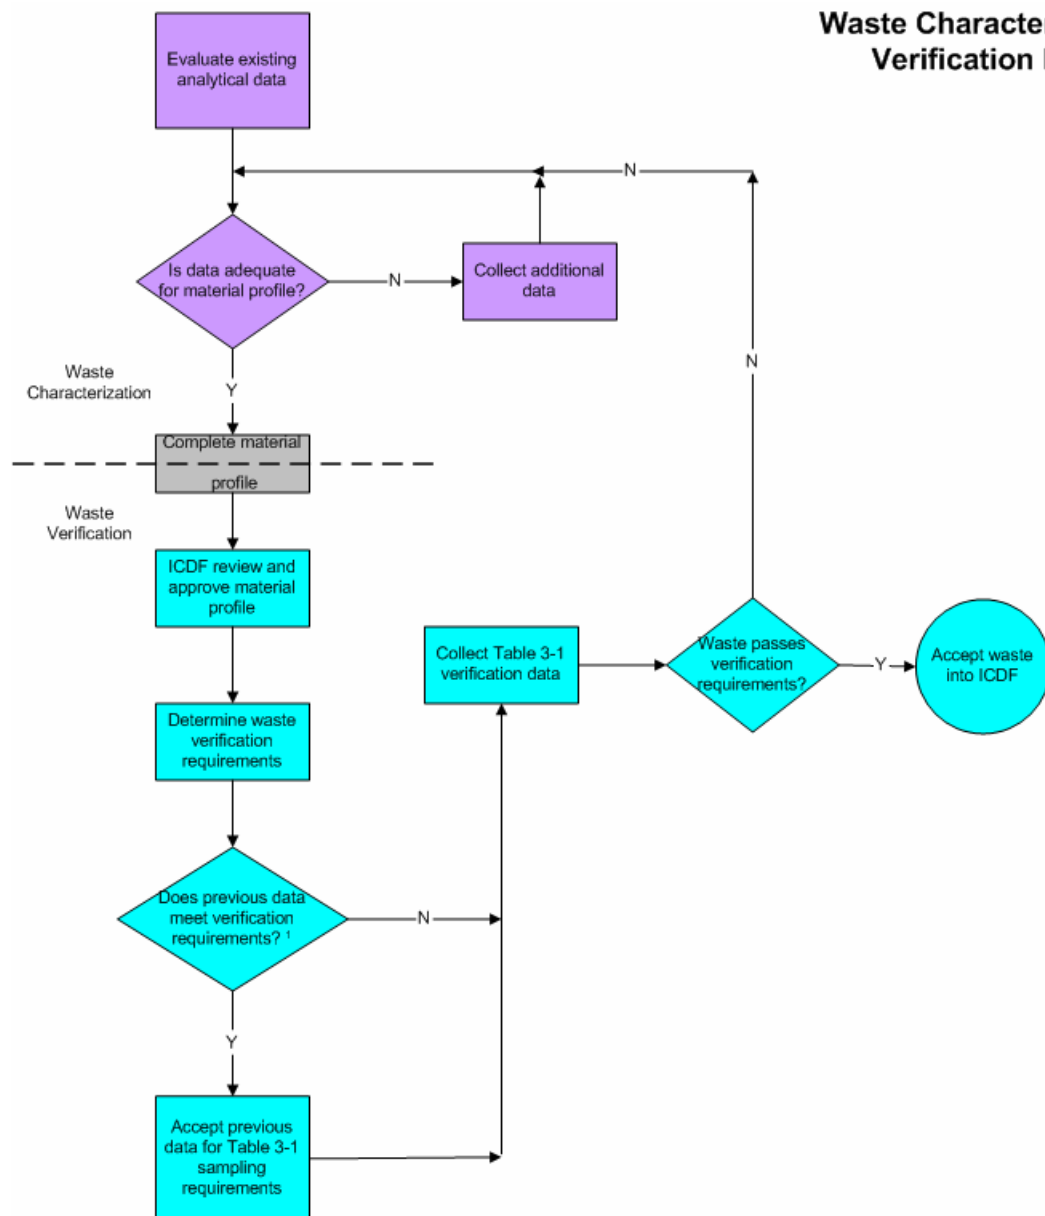 Waste Character
Verification
Evaluate existing
analytical data
N
Is data adequate
for material profile?
N
Collect additional
data
N
Waste
Characterization
Y
Complete material
profile
Waste
Verification
ICDF review and
approve material
profile
Collect Table 3-1
verification data
Waste passes
verification
requirements?
Y
Accept waste
into ICDF
Determine waste
verification
requirements
Does previous data
meet verification
requirements? 1
N
Y
Accept previous
data for Table 3-1
sampling
requirements